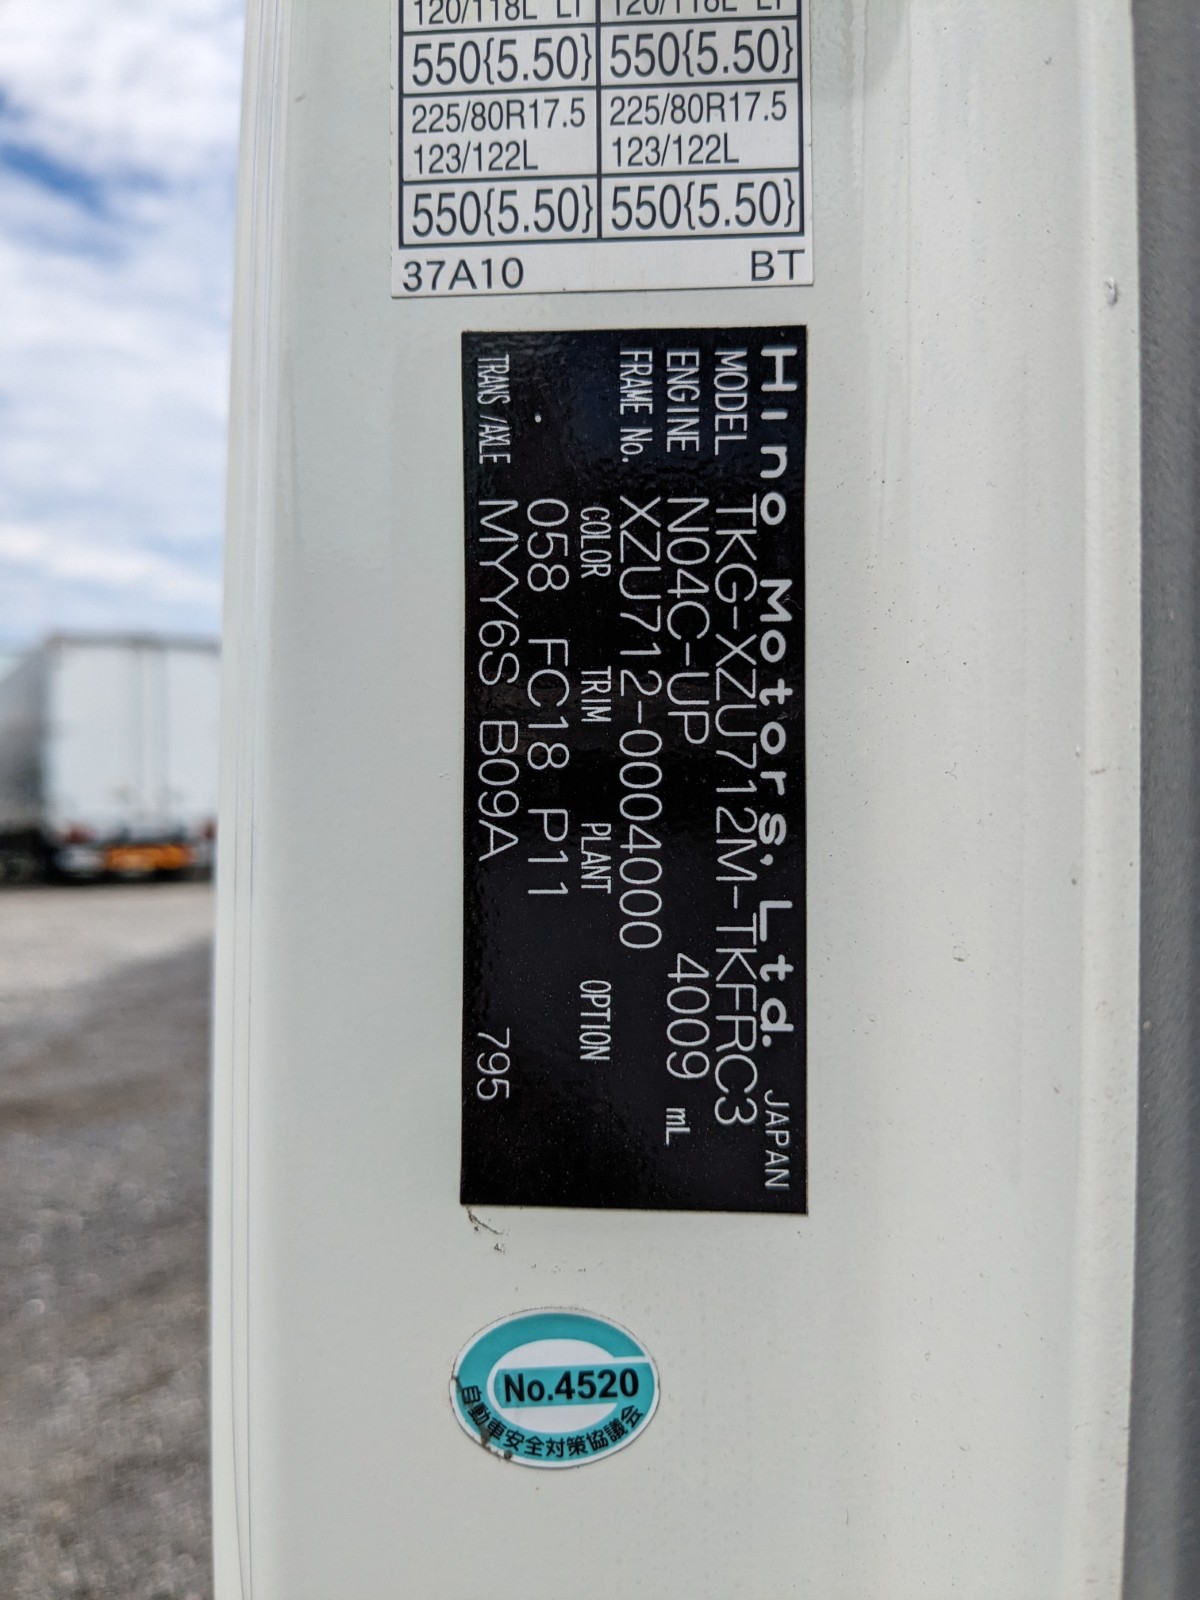 120/118L LT 120/118L LT
550{5.50} 550{5.50}
225/80R17.5 225/80R17.5
123/122L 123/122L
550{5.50} 550{5.50}
37A10 BT
Hino Motors, Ltd. JAPAN
MODEL TKG-XZU712M-TKFRC3
ENGINE N04C-UP 4009 mL
FRAME No. XZU712-0004000
COLOR TRIM PLANT OPTION
058 FC18 P11
TRANS/AXLE MYY6S B09A 795
No.4520
自動車安全対策協議会